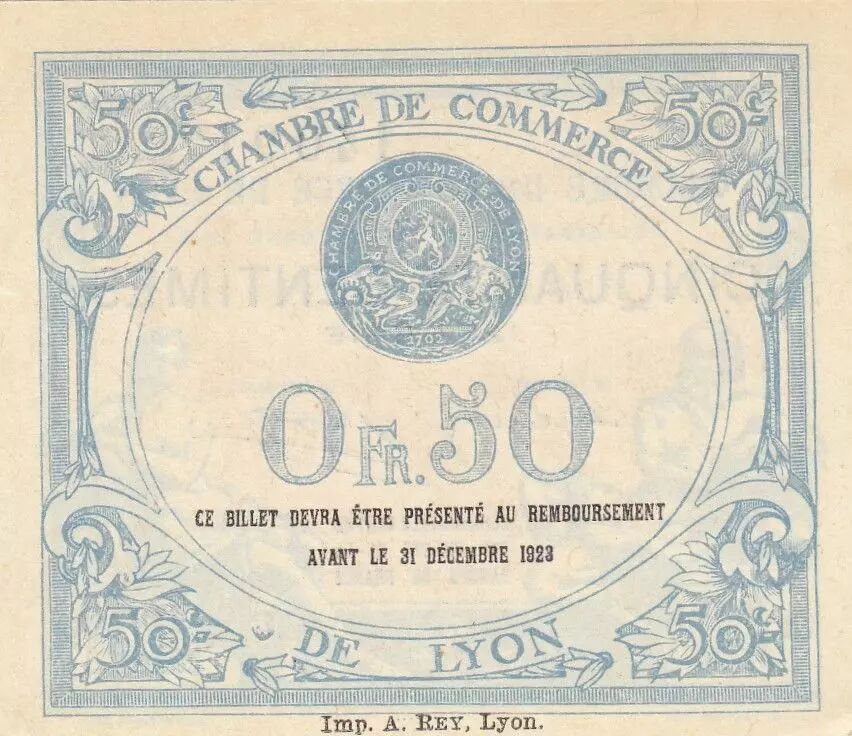 50c 50c
CHAMBRE DE COMMERCE
CHAMBRE DE COMMERCE DE LYON
1702
0 FR. 50
CE BILLET DEVRA ÊTRE PRÉSENTÉ AU REMBOURSEMENT
AVANT LE 31 DÉCEMBRE 1923
50c 50c
DE LYON
Imp. A. REY, Lyon.